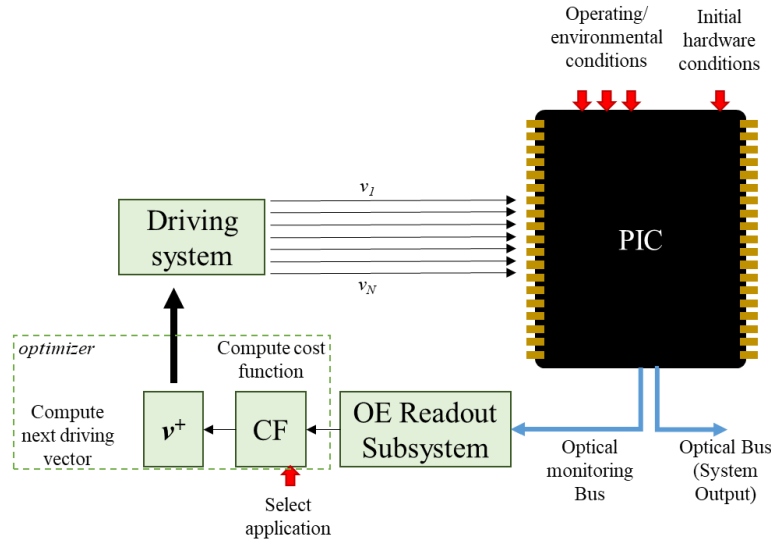 Operating/
environmental
conditions
Initial
hardware
conditions
v1
Driving
system
PIC
vN
optimizer
Compute cost
function
Compute
next driving
vector
v+
CF
OE Readout
Subsystem
Optical
monitoring
Bus
Optical Bus
(System
Output)
Select
application